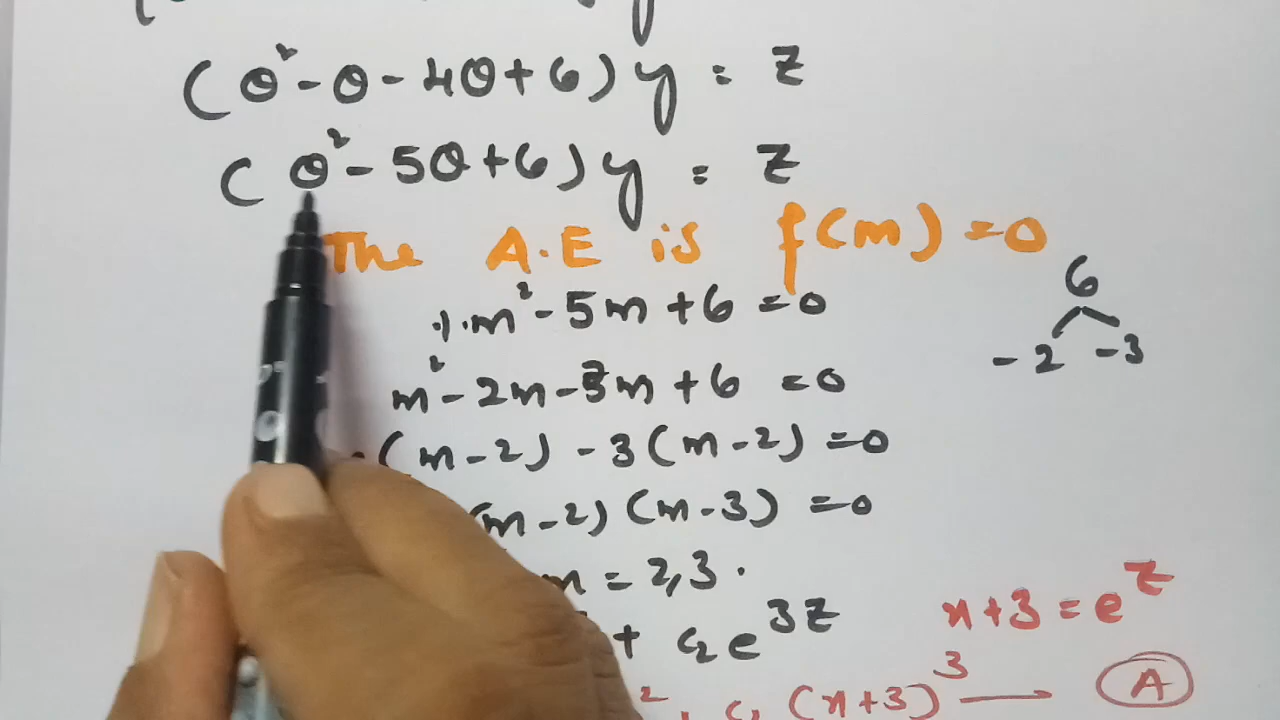 (θ² - θ - 4θ + 6) y = z
(θ² - 5θ + 6) y = z
The A.E is f(m) = 0
1·m² - 5m + 6 = 0
6
-2 -3
m² - 2m - 3m + 6 = 0
(m - 2) - 3(m - 2) = 0
(m - 2)(m - 3) = 0
m = 2,3.
+ c₂ e^{3z}
x+3 = e^z
(x+3)³ → (A)